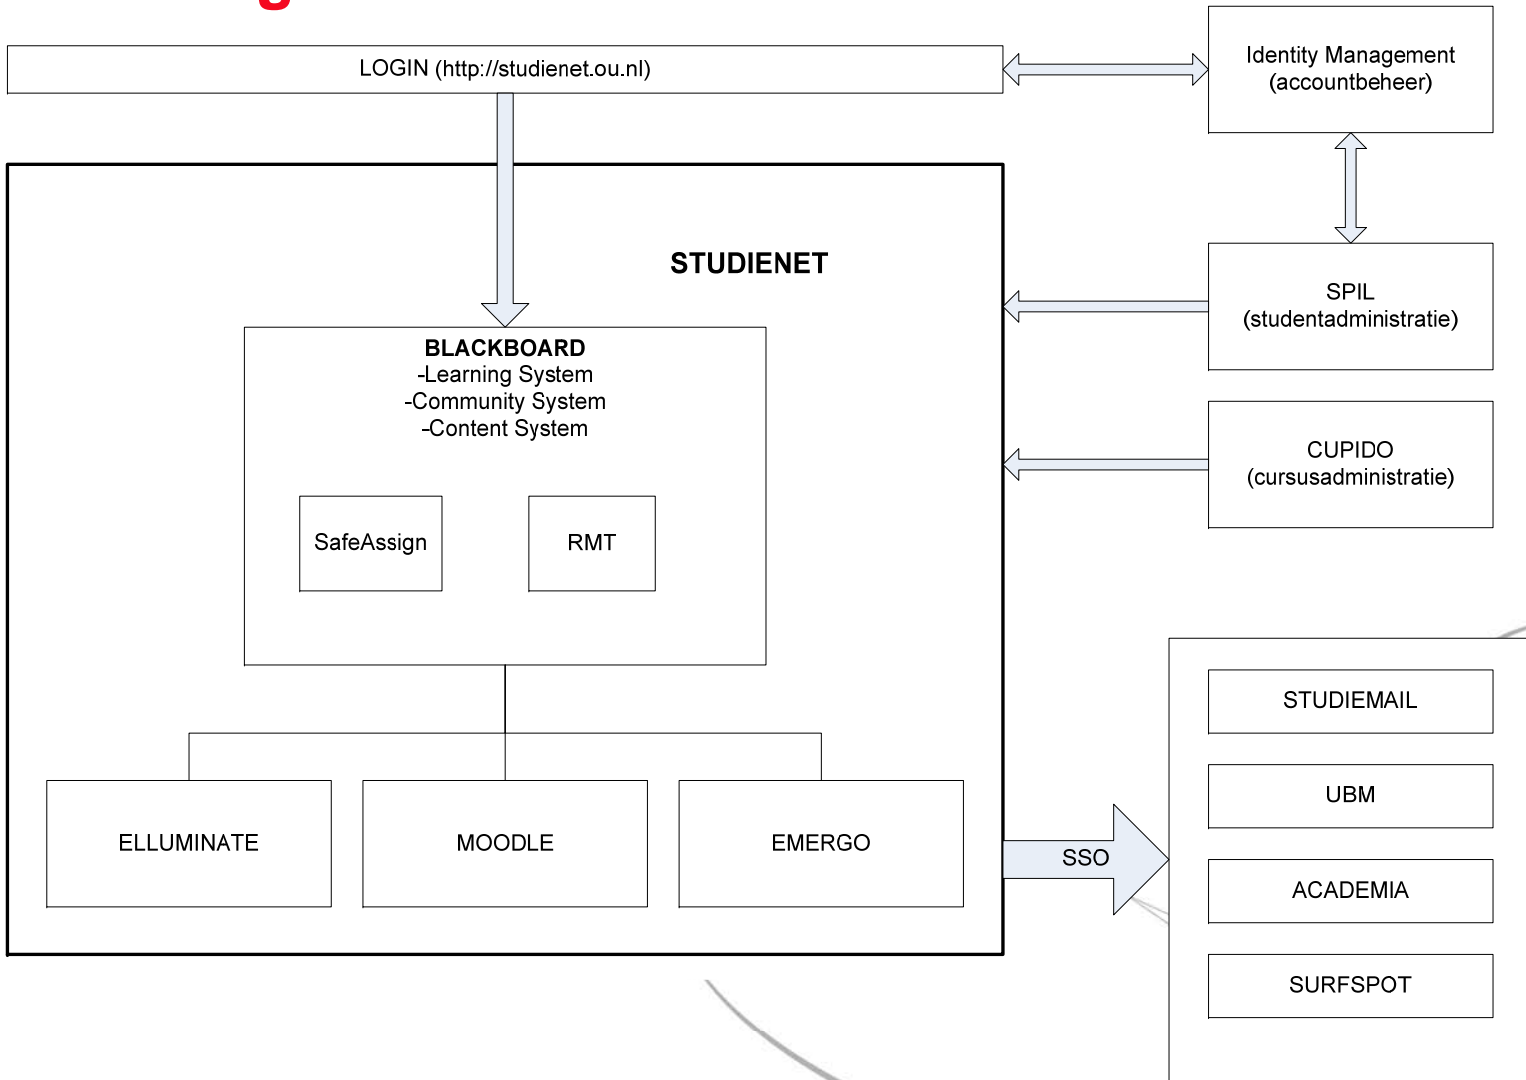 g
LOGIN (http://studienet.ou.nl)
Identity Management
(accountbeheer)
STUDIENET
SPIL
(studentadministratie)
BLACKBOARD
-Learning System
-Community System
-Content System
CUPIDO
(cursusadministratie)
SafeAssign
RMT
STUDIEMAIL
UBM
ELLUMINATE
MOODLE
EMERGO
SSO
ACADEMIA
SURFSPOT